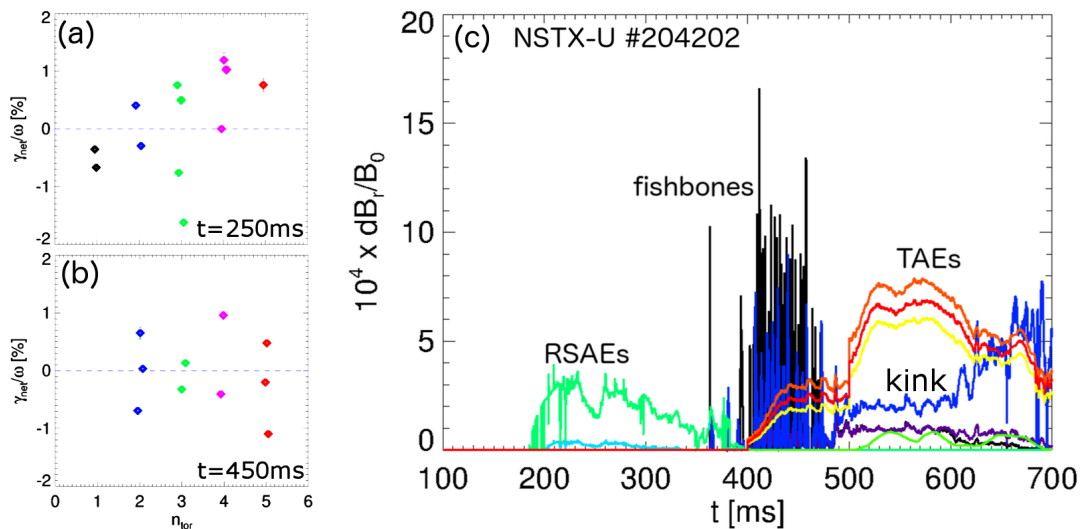 (a)
2
1
0
-1
-2
γnet/ω [%]
t=250ms
(b)
2
1
0
-1
-2
γnet/ω [%]
t=450ms
0 1 2 3 4 5 6
ntor
(c) NSTX-U #204202
20
15
10
5
0
10⁴ x dBr/B0
fishbones
RSAEs
TAEs
kink
100 200 300 400 500 600 700
t [ms]